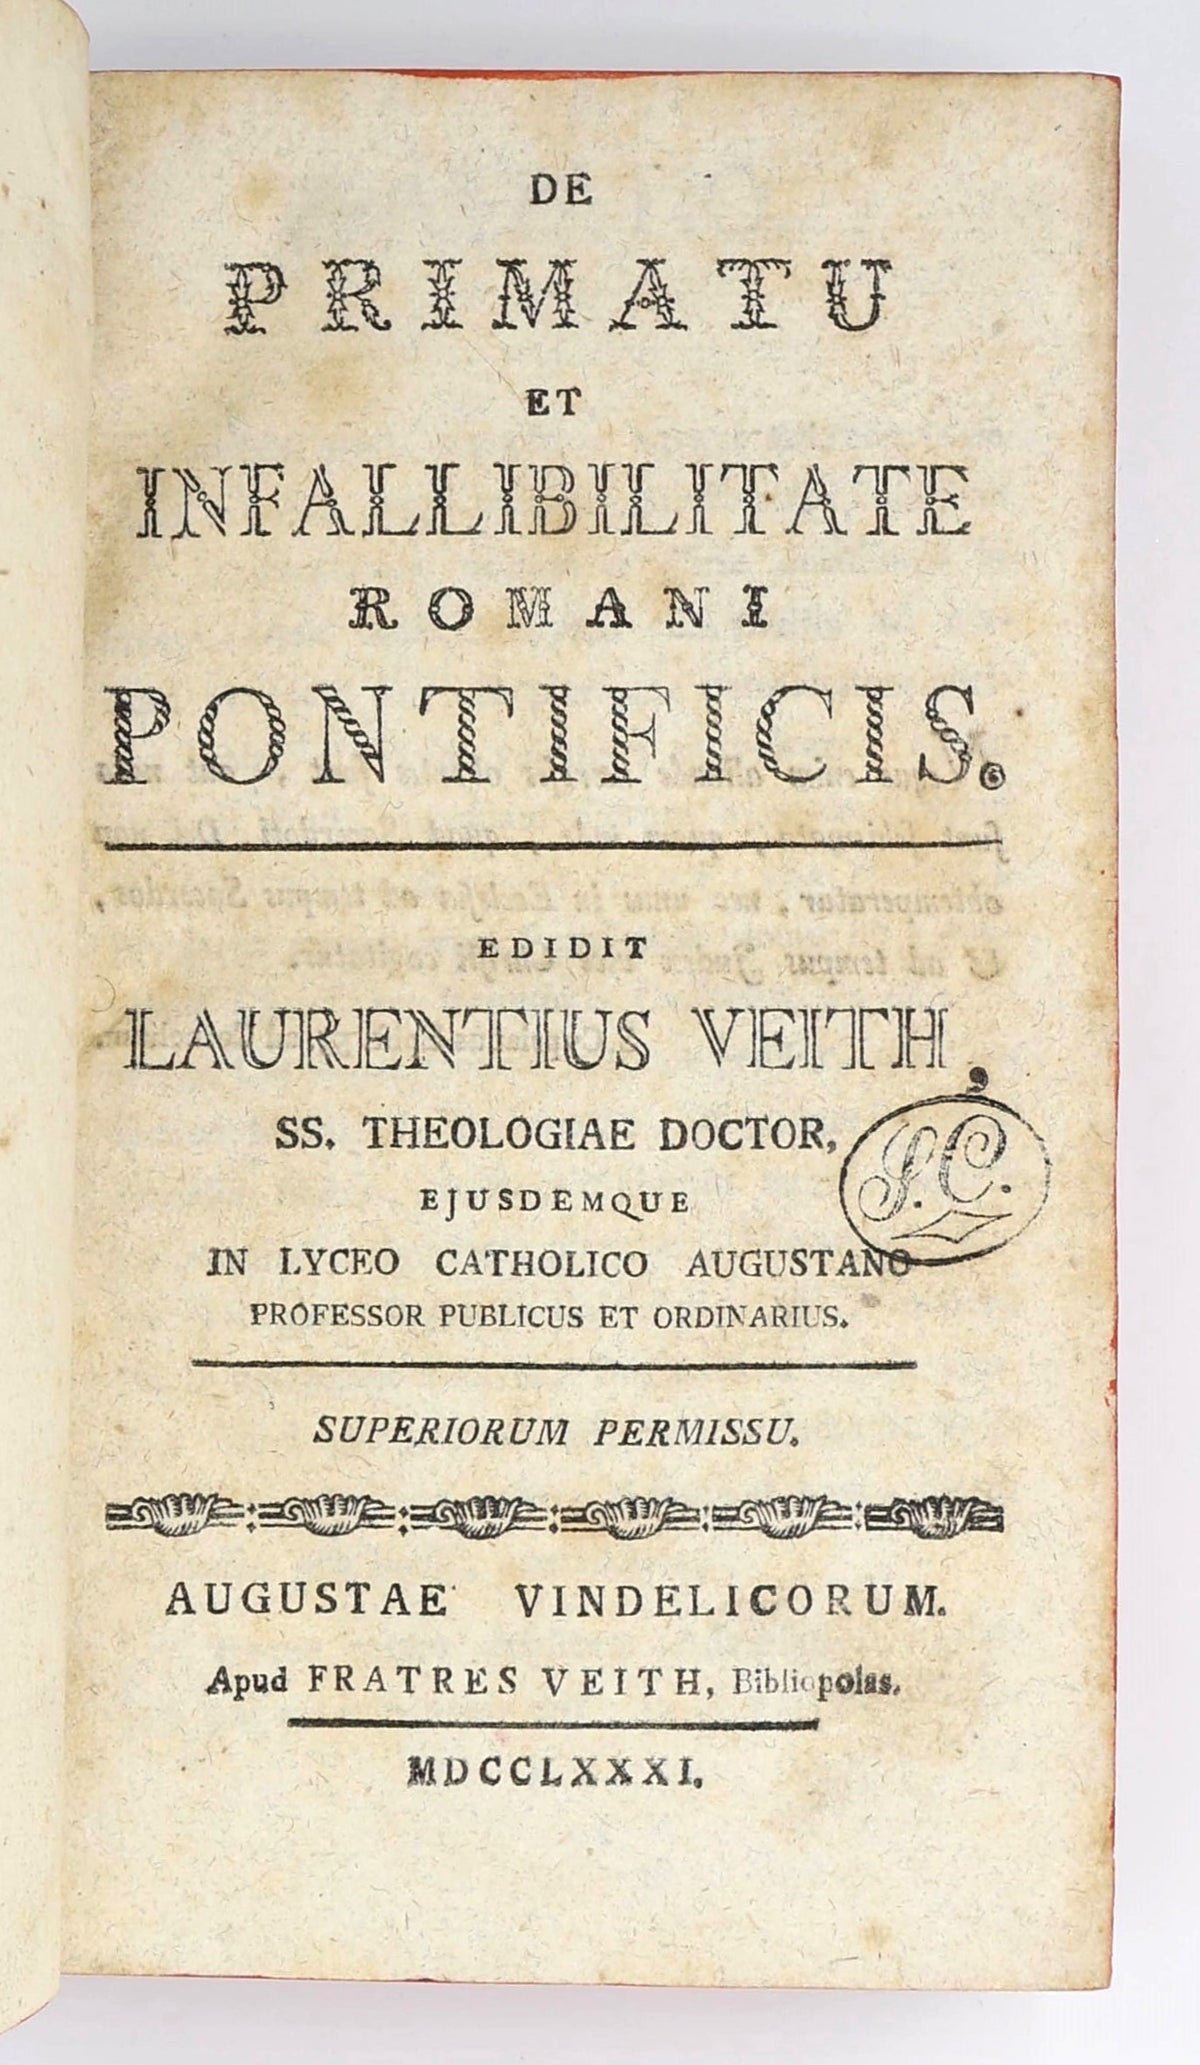 DE
PRIMATU
ET
INFALLIBILITATE
ROMANI
PONTIFICIS.
EDIDIT
LAURENTIUS VEITH,
SS. THEOLOGIAE DOCTOR,
EJUSDEMQUE
IN LYCEO CATHOLICO AUGUSTANO
PROFESSOR PUBLICUS ET ORDINARIUS.
SUPERIORUM PERMISSU.
AUGUSTAE VINDELICORUM.
Apud FRATRES VEITH, Bibliopolas.
MDCCLXXXI.